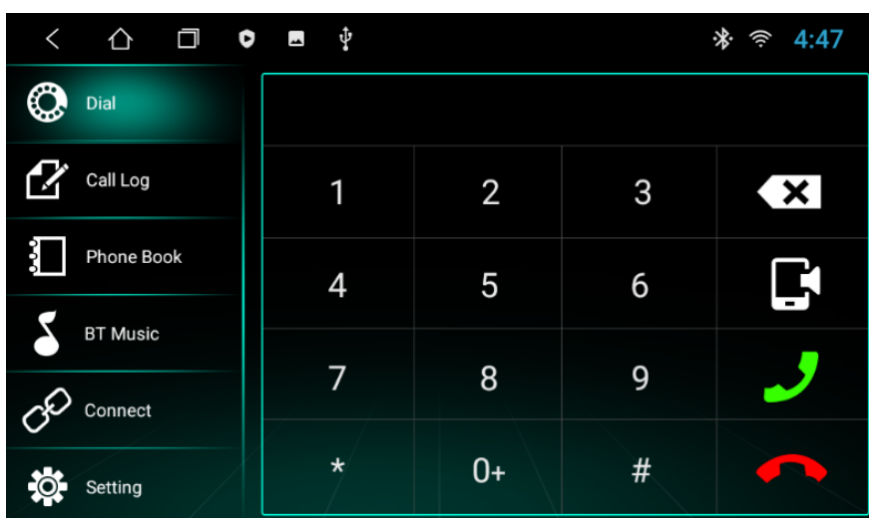 4:47
Dial
Call Log
1 2 3
Phone Book
4 5 6
BT Music
7 8 9
Connect
* 0+ #
Setting